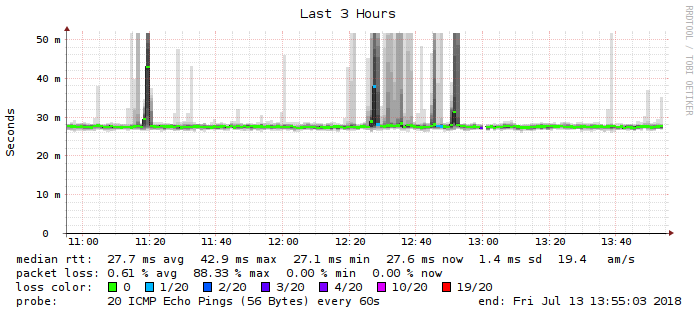 Last 3 Hours
RRDTOOL / TOBI OETIKER
Seconds
50 m
40 m
30 m
20 m
10 m
0
11:00 11:20 11:40 12:00 12:20 12:40 13:00 13:20 13:40
median rtt: 27.7 ms avg 42.9 ms max 27.1 ms min 27.6 ms now 1.4 ms sd 19.4 am/s
packet loss: 0.61 % avg 88.33 % max 0.00 % min 0.00 % now
loss color: 0 1/20 2/20 3/20 4/20 10/20 19/20
probe: 20 ICMP Echo Pings (56 Bytes) every 60s end: Fri Jul 13 13:55:03 2018